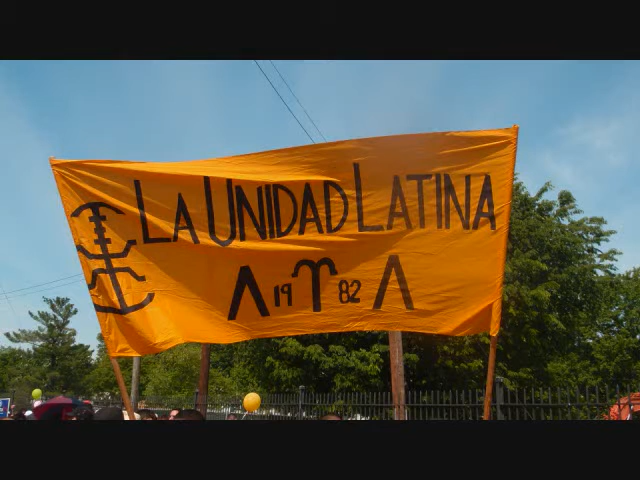 LA UNIDAD LATINA
Λ 19 ϒ 82 Λ